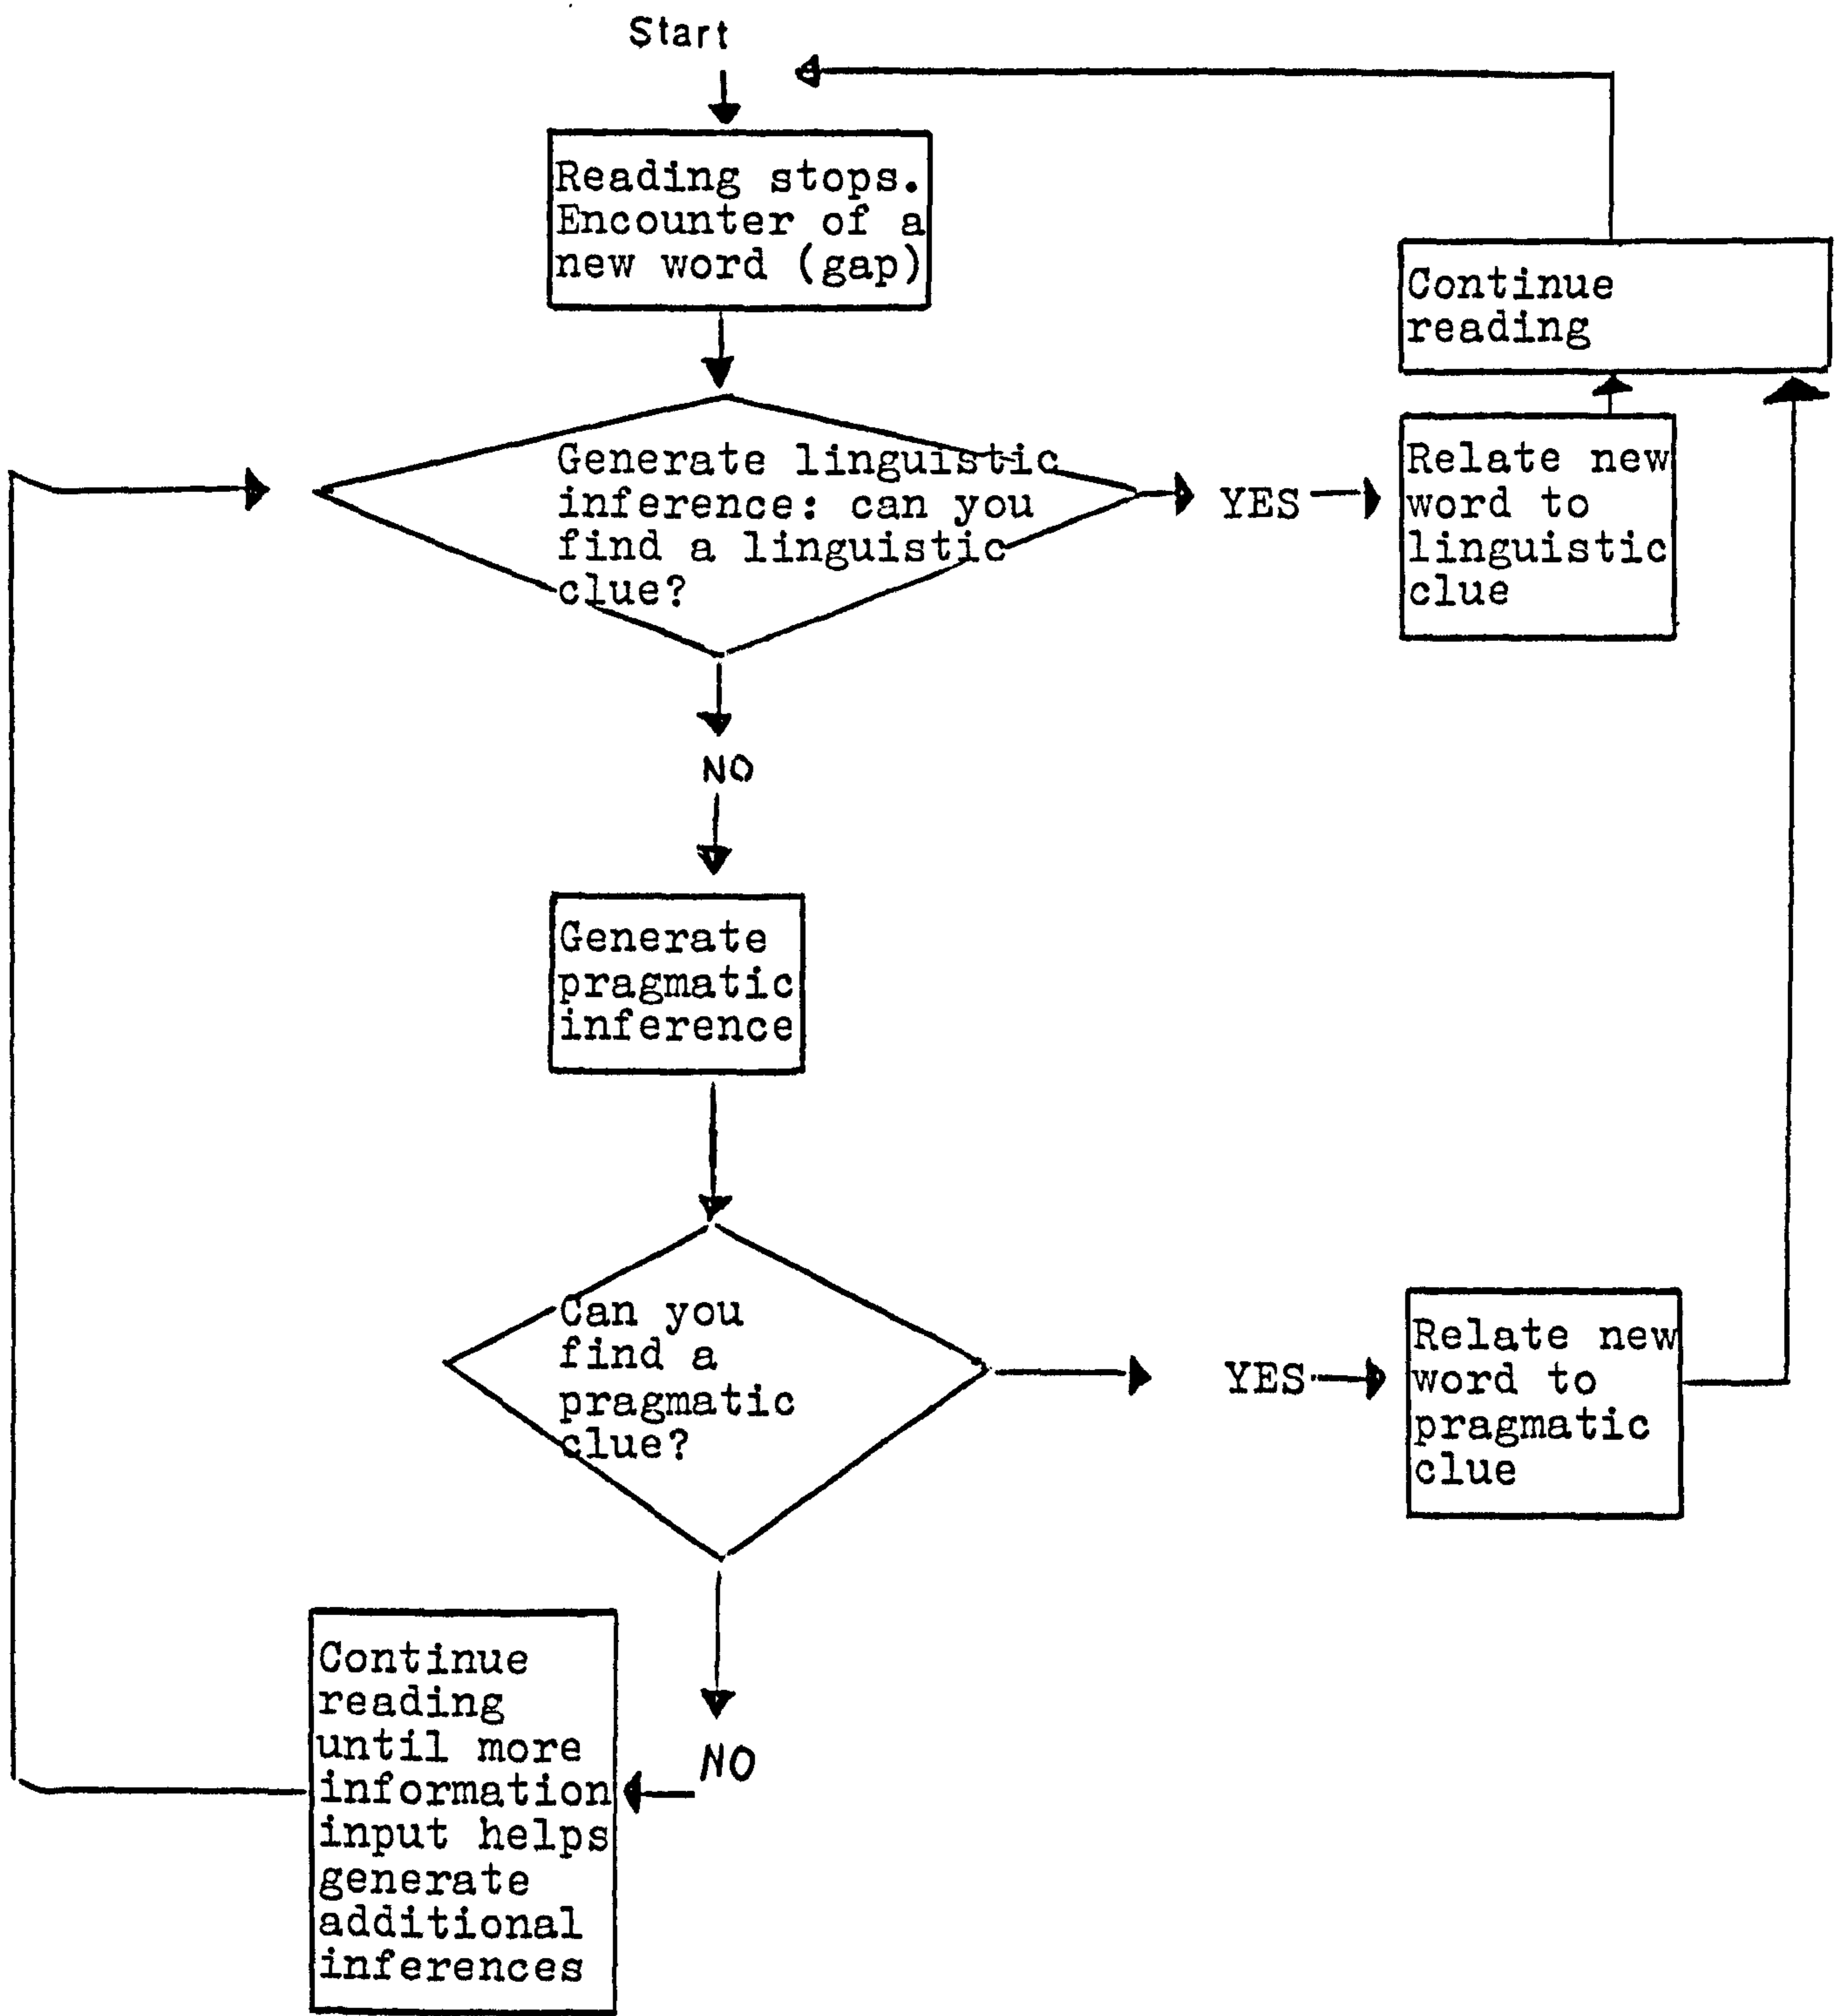 Start
Reading stops.
Encounter of a
new word (gap)
Continue
reading
Generate linguistic
inference: can you
find a linguistic
clue?
YES
Relate new
word to
linguistic
clue
NO
Generate
pragmatic
inference
Can you
find a
pragmatic
clue?
YES
Relate new
word to
pragmatic
clue
NO
Continue
reading
until more
information
input helps
generate
additional
inferences